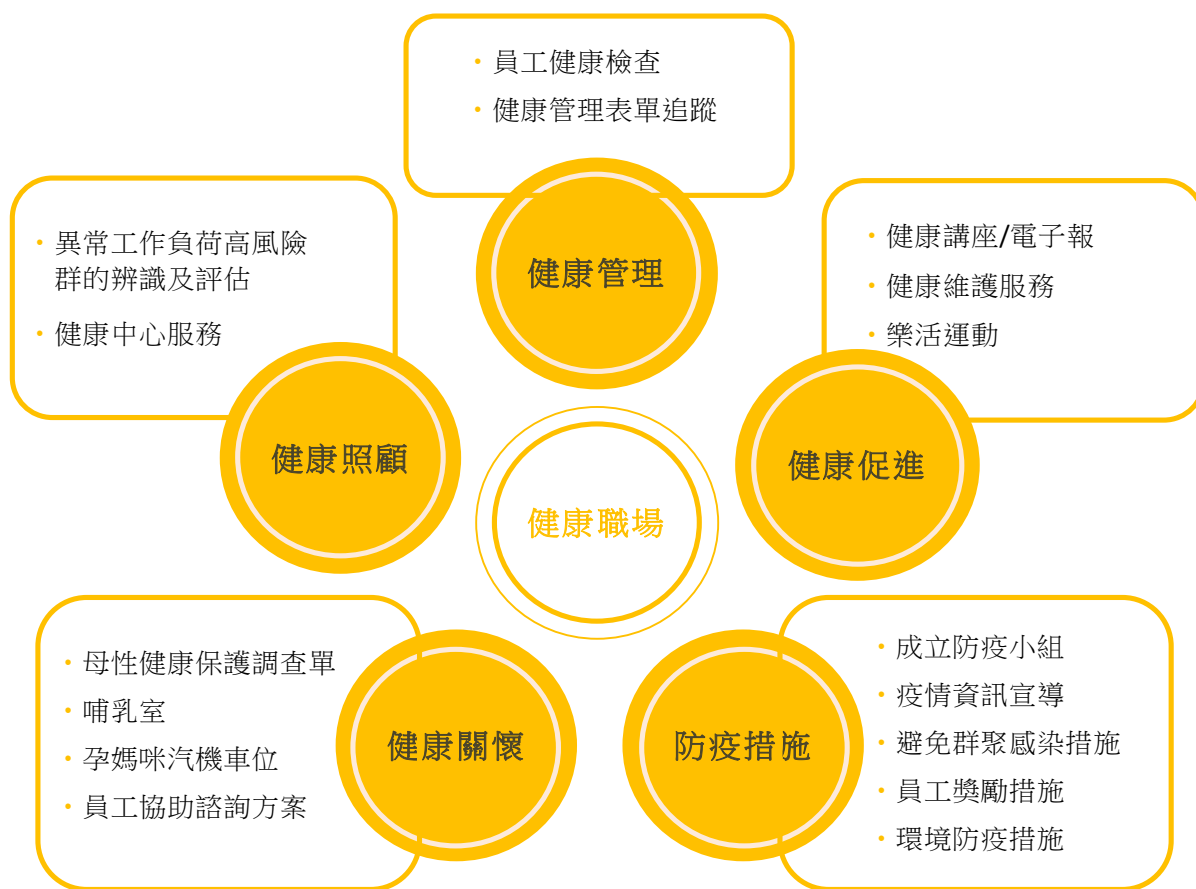 · 員工健康檢查
· 健康管理表單追蹤
健康管理
· 異常工作負荷高風險
群的辨識及評估
· 健康中心服務
健康照顧
· 健康講座/電子報
· 健康維護服務
· 樂活運動
健康促進
健康職場
· 母性健康保護調查單
· 哺乳室
· 孕媽咪汽機車位
· 員工協助諮詢方案
健康關懷
防疫措施
· 成立防疫小組
· 疫情資訊宣導
· 避免群聚感染措施
· 員工獎勵措施
· 環境防疫措施